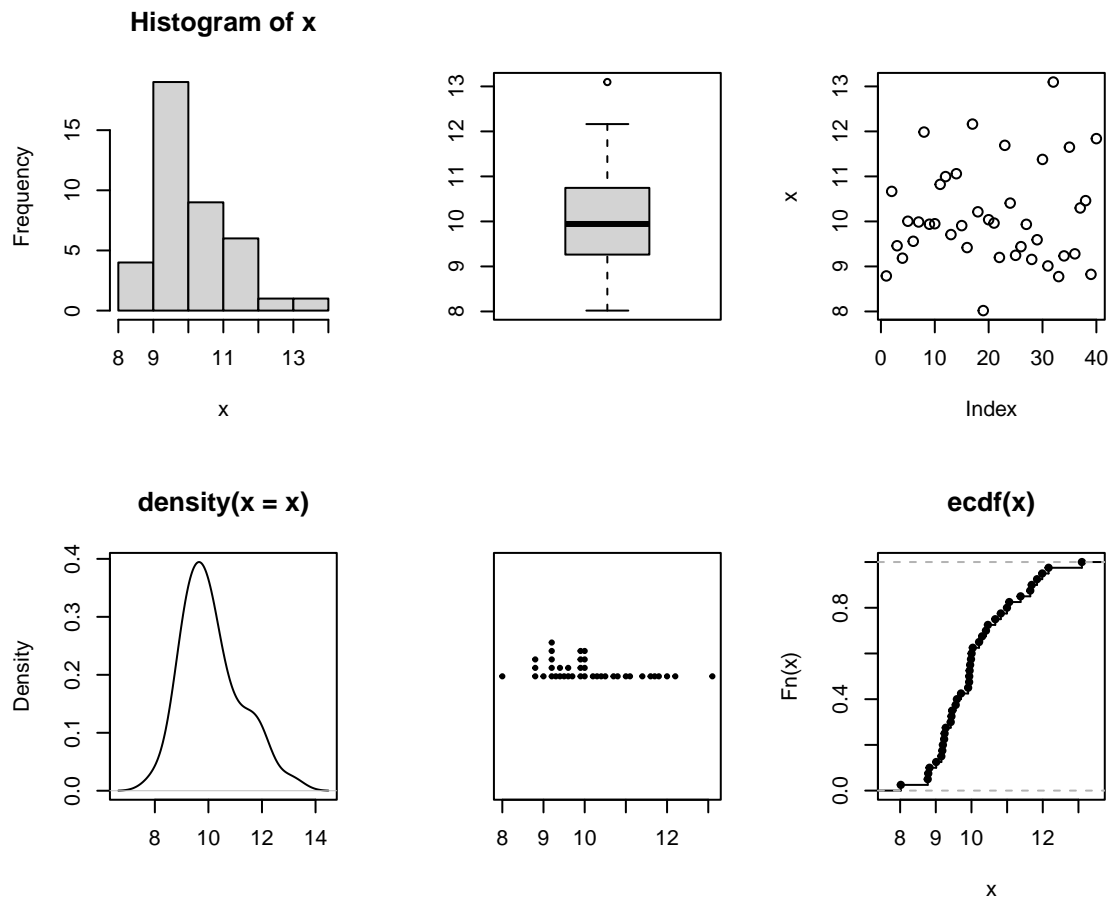 Histogram of x
Frequency
0
5
10
15
8 9 11 13
x
8
9
10
11
12
13
x
8
9
10
11
12
13
0 10 20 30 40
Index
density(x = x)
Density
0.0
0.1
0.2
0.3
0.4
8 10 12 14
8 9 10 12
ecdf(x)
Fn(x)
0.0
0.4
0.8
8 9 10 12
x